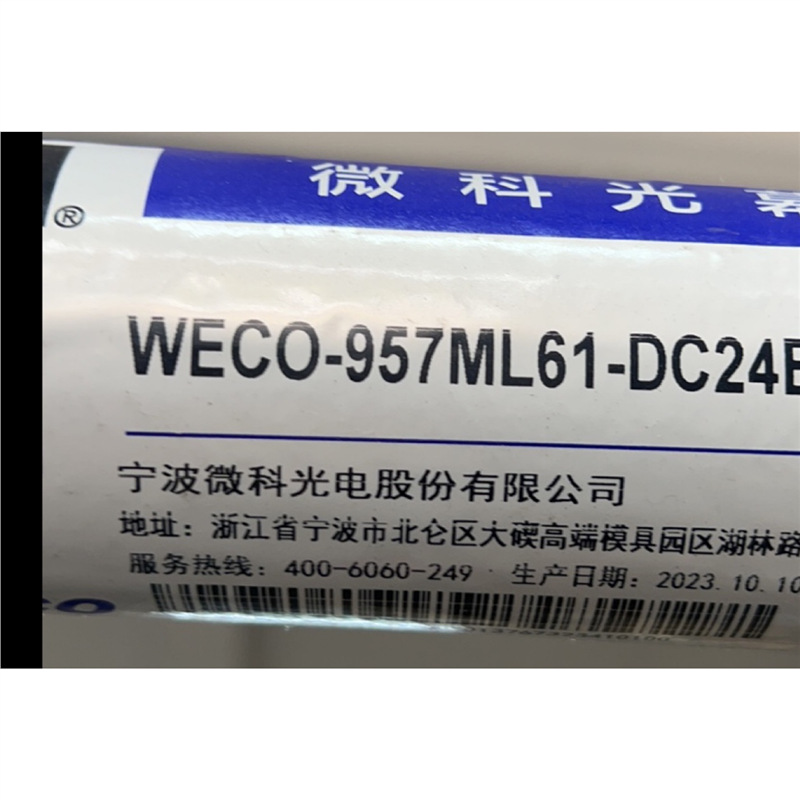 ®
微科光
WECO-957ML61-DC24
宁波微科光电股份有限公司
地址：浙江省宁波市北仑区大碶高端模具园区湖林路
服务热线：400-6060-249 生产日期：2023.10.10
CO